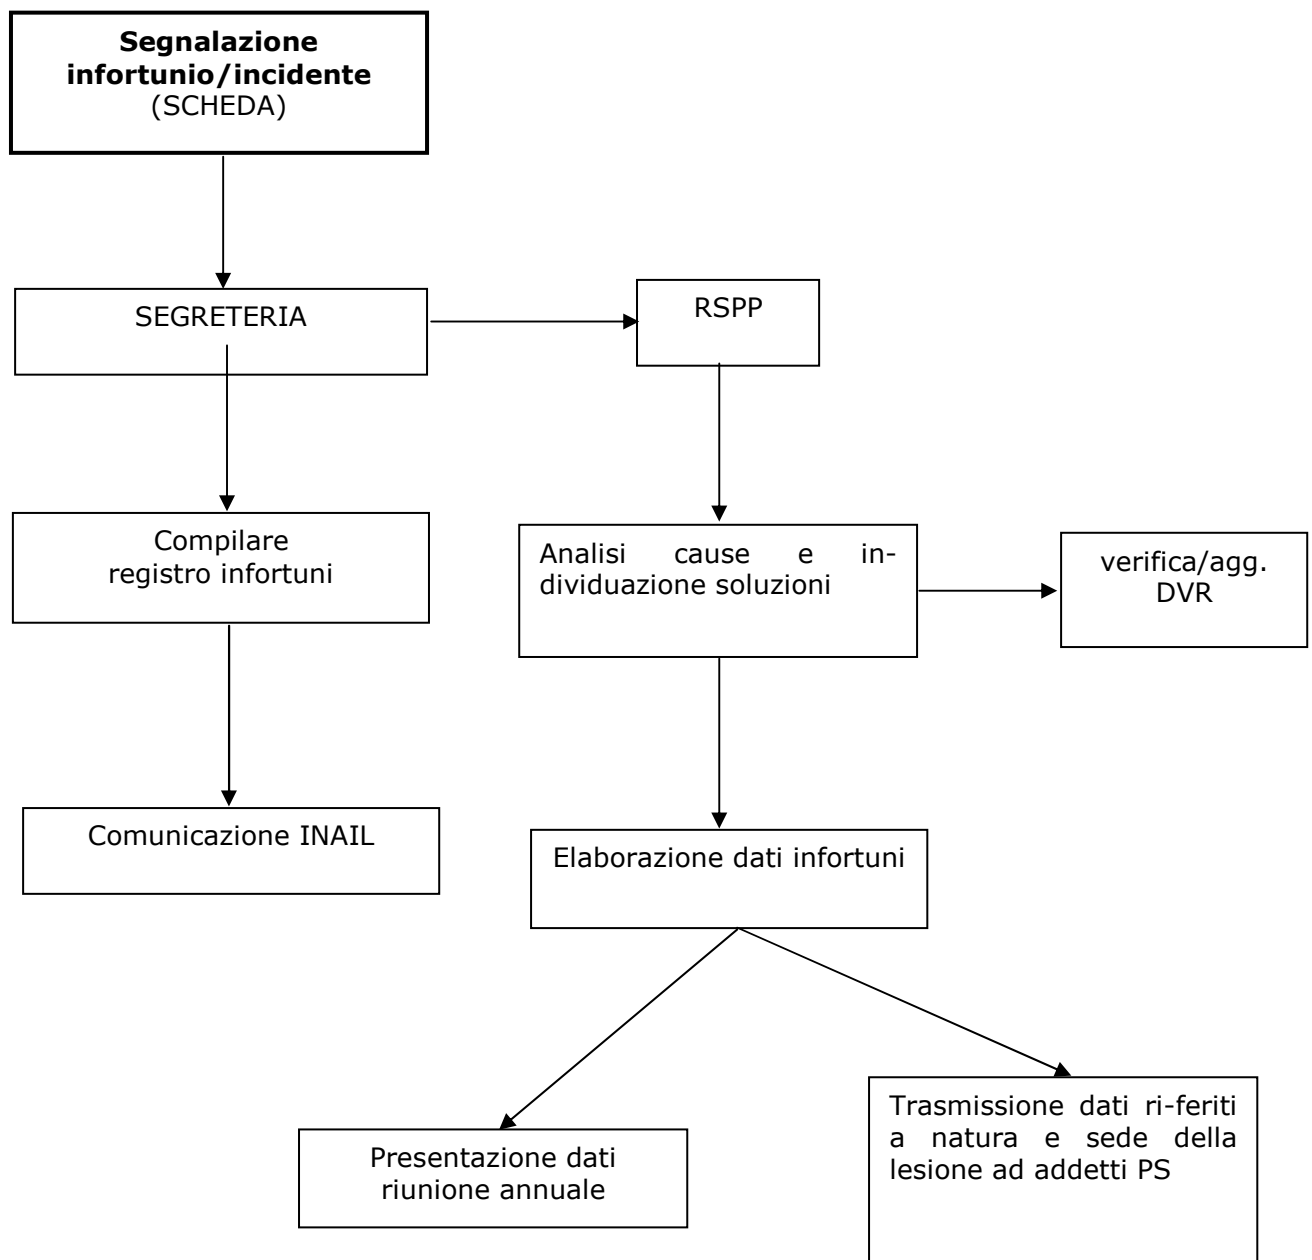 Segnalazione
infortunio/incidente
(SCHEDA)
SEGRETERIA
RSPP
Compilare
registro infortuni
Analisi cause e in-
dividuazione soluzioni
verifica/agg.
DVR
Comunicazione INAIL
Elaborazione dati infortuni
Presentazione dati
riunione annuale
Trasmissione dati ri-feriti
a natura e sede della
lesione ad addetti PS